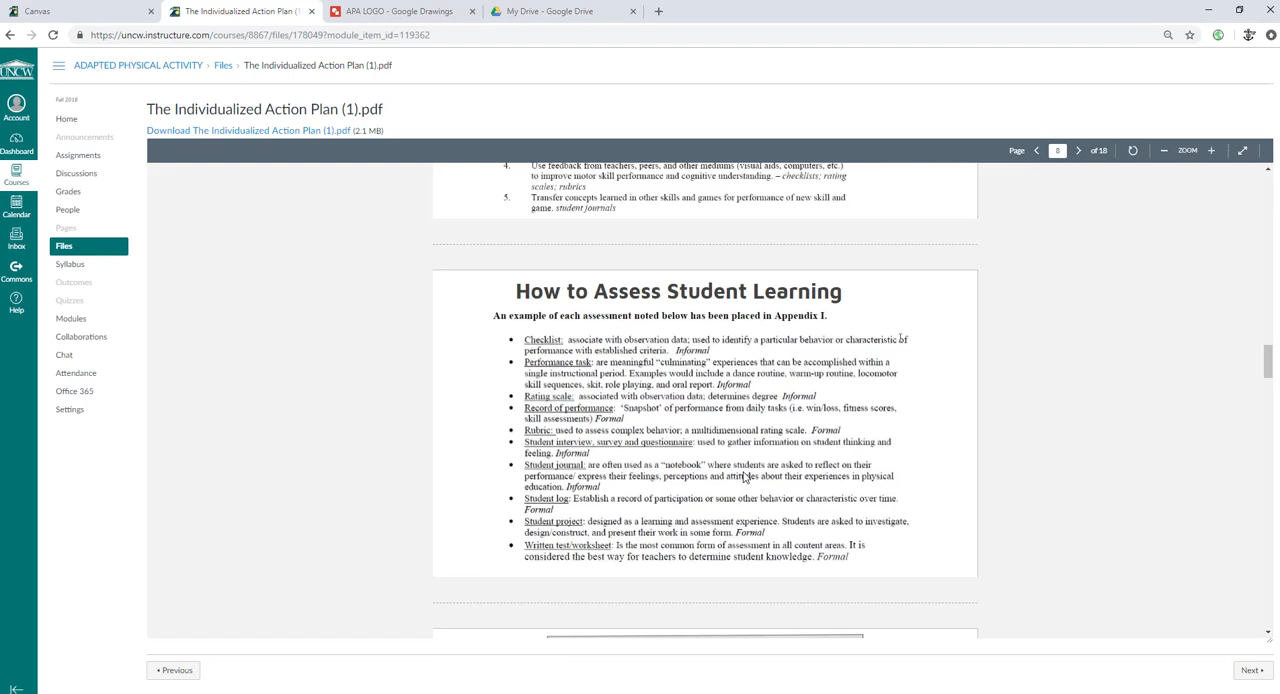 Canvas
The Individualized Action Plan (1
APA LOGO - Google Drawings
My Drive - Google Drive
https://uncw.instructure.com/courses/8867/files/178049?module_item_id=119362
UNCW
Account
Dashboard
Courses
Calendar
Inbox
Commons
Help
ADAPTED PHYSICAL ACTIVITY › Files › The Individualized Action Plan (1).pdf
Fall 2018
Home
Announcements
Assignments
Discussions
Grades
People
Pages
Files
Syllabus
Outcomes
Quizzes
Modules
Collaborations
Chat
Attendance
Office 365
Settings
The Individualized Action Plan (1).pdf
Download The Individualized Action Plan (1).pdf (2.1 MB)
Page 8 of 18 ZOOM
4. Use feedback from teachers, peers, and other mediums (visual aids, computers, etc.)
to improve motor skill performance and cognitive understanding. – checklists; rating
scales; rubrics
5. Transfer concepts learned in other skills and games for performance of new skill and
game. student journals
How to Assess Student Learning
An example of each assessment noted below has been placed in Appendix I.
• Checklist: associate with observation data; used to identify a particular behavior or characteristic of
performance with established criteria. Informal
• Performance task: are meaningful “culminating” experiences that can be accomplished within a
single instructional period. Examples would include a dance routine, warm-up routine, locomotor
skill sequences, skit, role playing, and oral report. Informal
• Rating scale: associated with observation data; determines degree Informal
• Record of performance: ‘Snapshot’ of performance from daily tasks (i.e. win/loss, fitness scores,
skill assessments) Formal
• Rubric: used to assess complex behavior; a multidimensional rating scale. Formal
• Student interview, survey and questionnaire: used to gather information on student thinking and
feeling. Informal
• Student journal: are often used as a “notebook” where students are asked to reflect on their
performance/ express their feelings, perceptions and attitudes about their experiences in physical
education. Informal
• Student log: Establish a record of participation or some other behavior or characteristic over time.
Formal
• Student project: designed as a learning and assessment experience. Students are asked to investigate,
design/construct, and present their work in some form. Formal
• Written test/worksheet: Is the most common form of assessment in all content areas. It is
considered the best way for teachers to determine student knowledge. Formal
Previous
Next